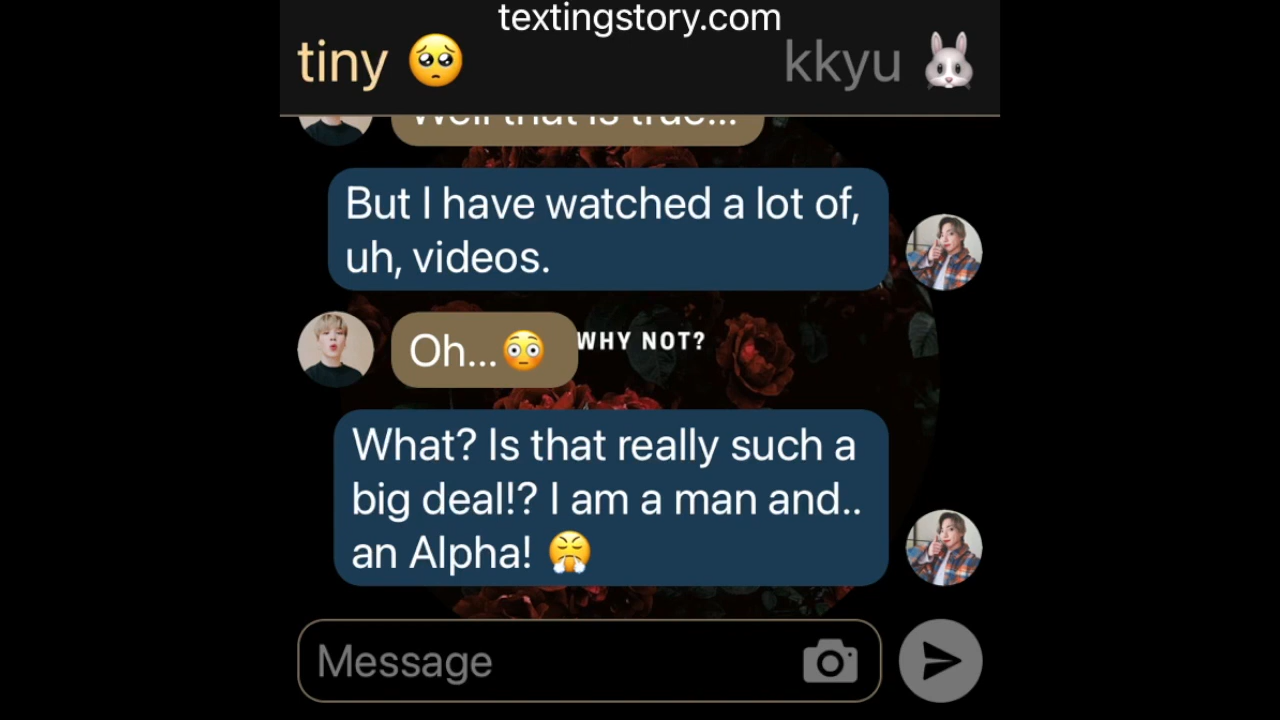 textingstory.com
tiny 🥺 kkyu 🐰
Well that is true...
But I have watched a lot of,
uh, videos.
Oh...😳
WHY NOT?
What? Is that really such a
big deal!? I am a man and..
an Alpha! 😤
Message